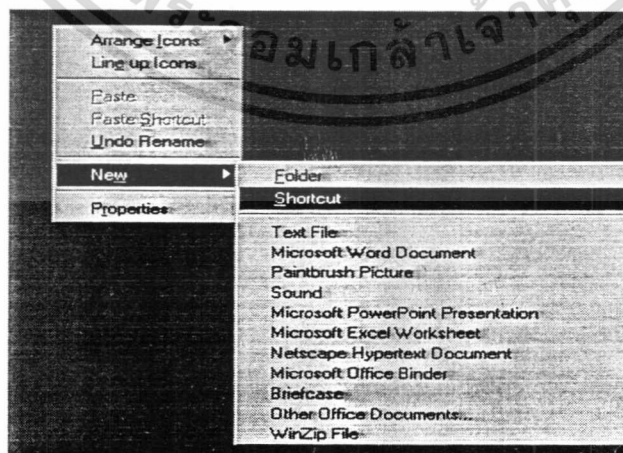 Arrange Icons
Line up Icons
Paste
Paste Shortcut
Undo Rename
New
Properties
Folder
Shortcut
Text File
Microsoft Word Document
Paintbrush Picture
Sound
Microsoft PowerPoint Presentation
Microsoft Excel Worksheet
Netscape Hypertext Document
Microsoft Office Binder
Briefcase
Other Office Documents...
WinZip File